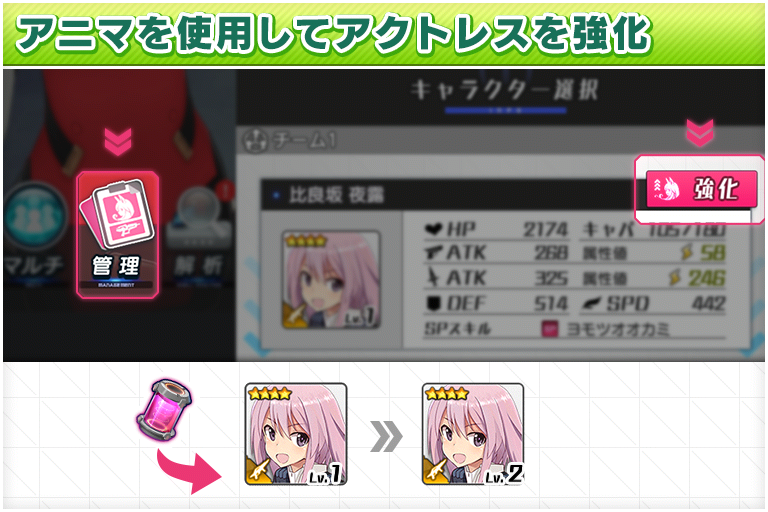 アニマを使用してアクトレスを強化
キャラクター選択
チーム1
強化
比良坂 夜露
HP 2174 キャパ 105/180
ATK 268 属性値 58
ATK 325 属性値 246
DEF 514 SPD 442
SPスキル SP ヨモツオオカミ
Lv.1
マルチ
管理
MANAGEMENT
解析
Lv.1
Lv.2